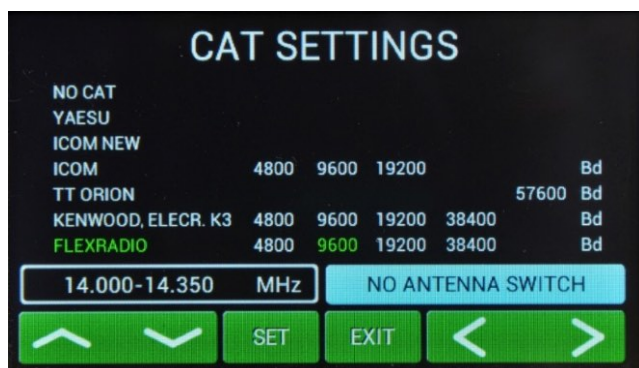 CAT SETTINGS
NO CAT
YAESU
ICOM NEW
ICOM 4800 9600 19200 Bd
TT ORION 57600 Bd
KENWOOD, ELECR. K3 4800 9600 19200 38400 Bd
FLEXRADIO 4800 9600 19200 38400 Bd
14.000-14.350 MHz NO ANTENNA SWITCH
SET EXIT